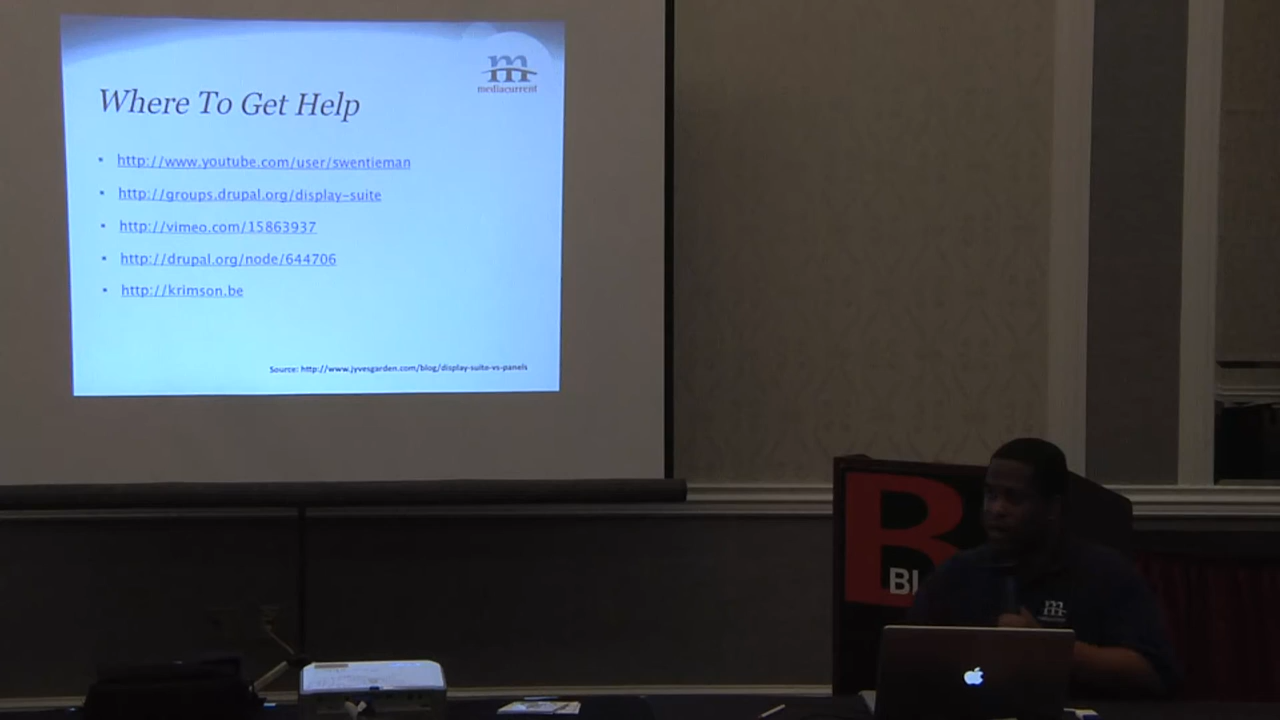 m
mediacurrent
Where To Get Help
http://www.youtube.com/user/swentieman
http://groups.drupal.org/display-suite
http://vimeo.com/15863937
http://drupal.org/node/644706
http://krimson.be
Source: http://www.jyvesgarden.com/blog/display-suite-vs-panels
B
m